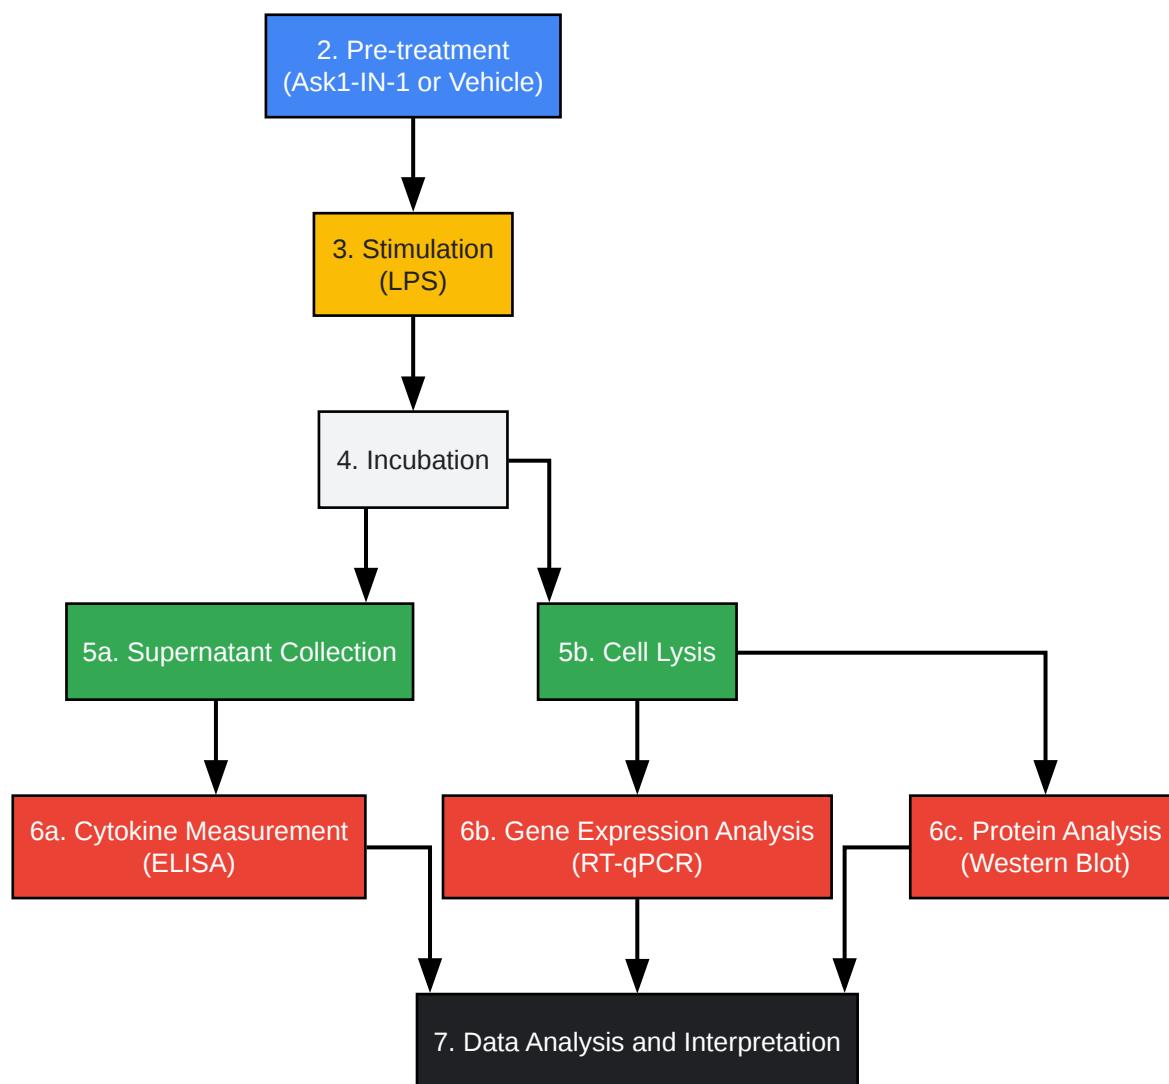 2. Pre-treatment
(Ask1-IN-1 or Vehicle)
3. Stimulation
(LPS)
4. Incubation
5a. Supernatant Collection
5b. Cell Lysis
6a. Cytokine Measurement
(ELISA)
6b. Gene Expression Analysis
(RT-qPCR)
6c. Protein Analysis
(Western Blot)
7. Data Analysis and Interpretation